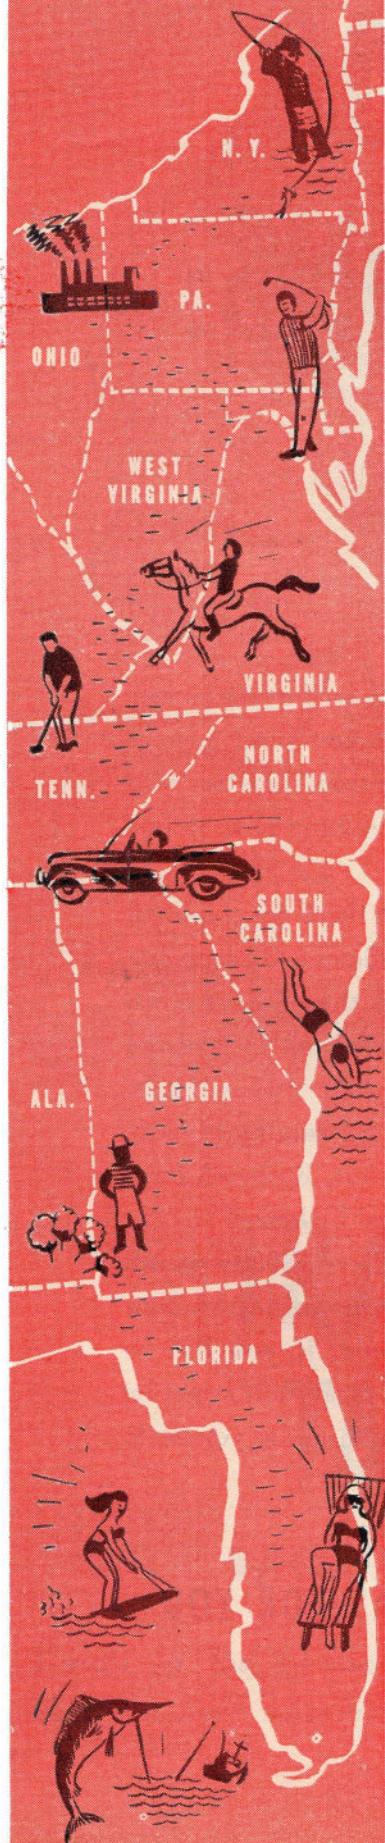 N. Y.
PA.
OHIO
WEST
VIRGINIA
VIRGINIA
NORTH
CAROLINA
TENN.
SOUTH
CAROLINA
ALA.
GEORGIA
FLORIDA